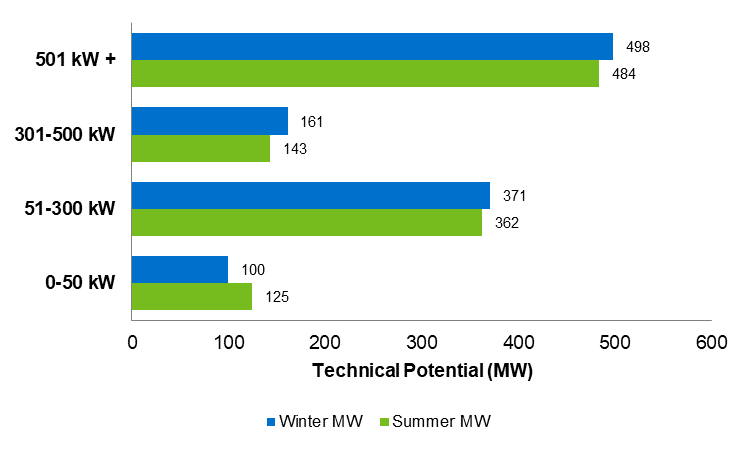 501 kW +
498
484
301-500 kW
161
143
51-300 kW
371
362
0-50 kW
100
125
0 100 200 300 400 500 600
Technical Potential (MW)
Winter MW Summer MW